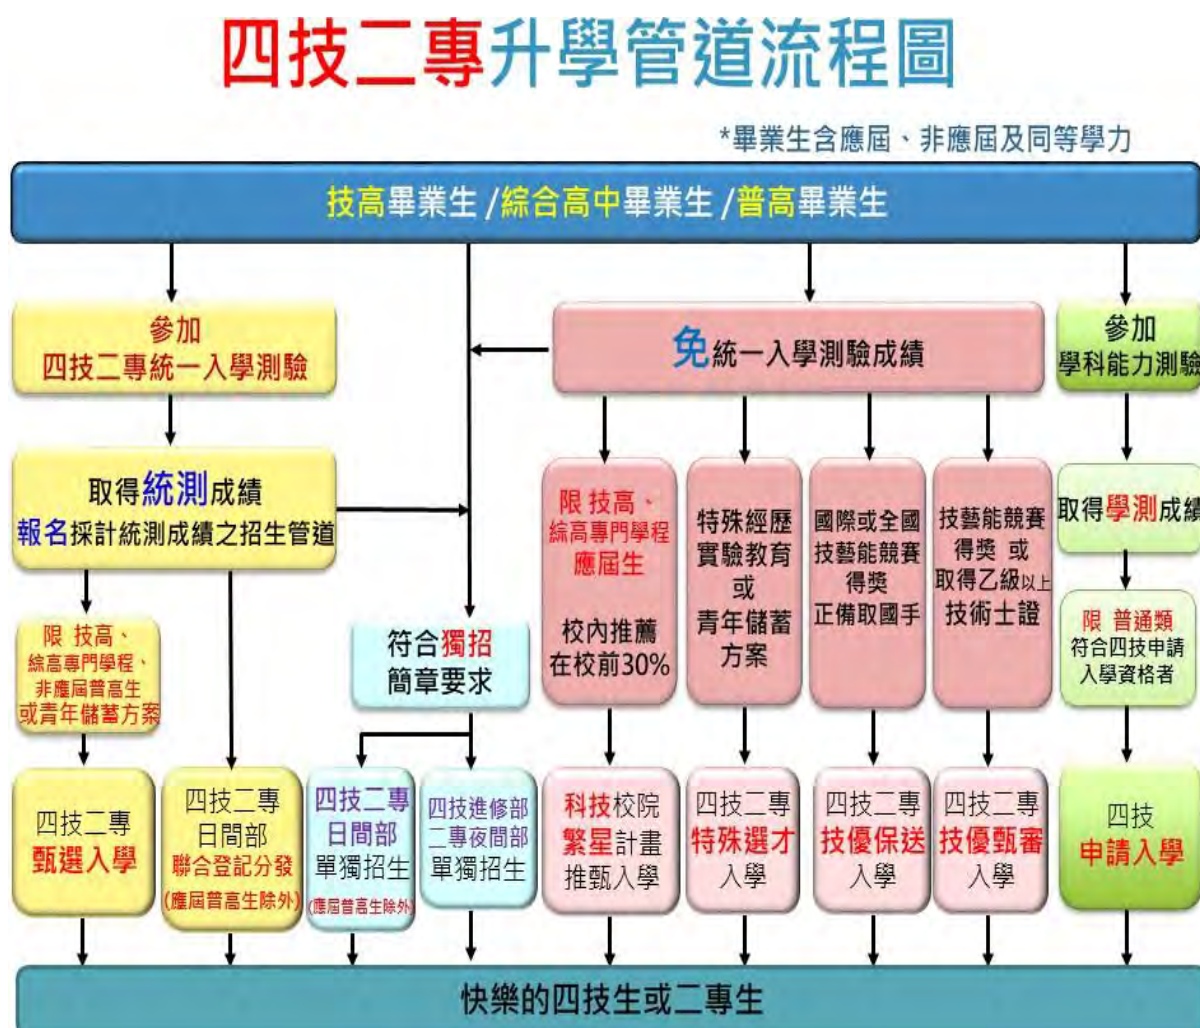 四技二專升學管道流程圖
*畢業生含應屆、非應屆及同等學力
技高畢業生 /綜合高中畢業生 /普高畢業生
參加
四技二專統一入學測驗
免統一入學測驗成績
參加
學科能力測驗
取得統測成績
報名採計統測成績之招生管道
限 技高、
綜高專門學程
應屆生
校內推薦
在校前30%
特殊經歷
實驗教育
或
青年儲蓄
方案
國際或全國
技藝能競賽
得獎
正備取國手
技藝能競賽
得獎 或
取得乙級以上
技術士證
取得學測成績
限 技高、
綜高專門學程、
非應屆普高生
或青年儲蓄方案
符合獨招
簡章要求
限 普通類
符合四技申請
入學資格者
四技二專
甄選入學
四技二專
日間部
聯合登記分發
(應屆普高生除外)
四技二專
日間部
單獨招生
(應屆普高生除外)
四技進修部
二專夜間部
單獨招生
科技校院
繁星計畫
推甄入學
四技二專
特殊選才
入學
四技二專
技優保送
入學
四技二專
技優甄審
入學
四技
申請入學
快樂的四技生或二專生